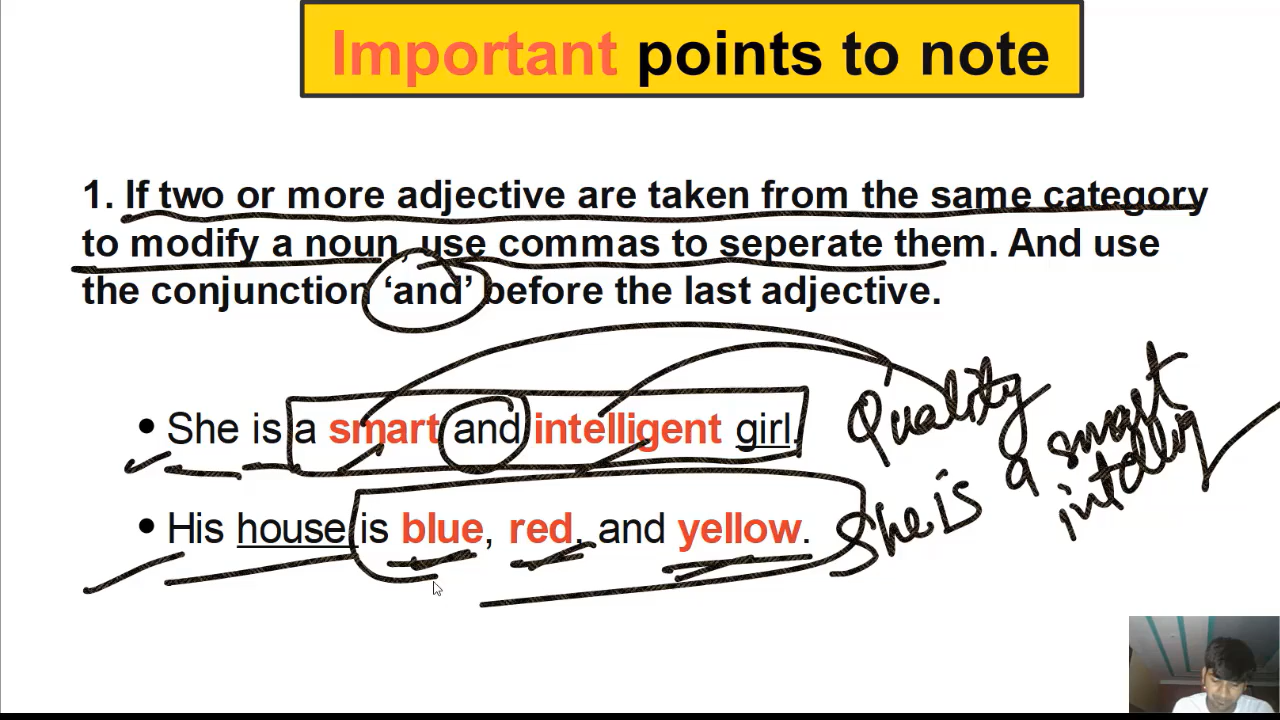 Important points to note
1. If two or more adjective are taken from the same category
to modify a noun, use commas to seperate them. And use
the conjunction ‘and’ before the last adjective.
• She is a smart and intelligent girl.
Quality
• His house is blue, red, and yellow.
She is a smart